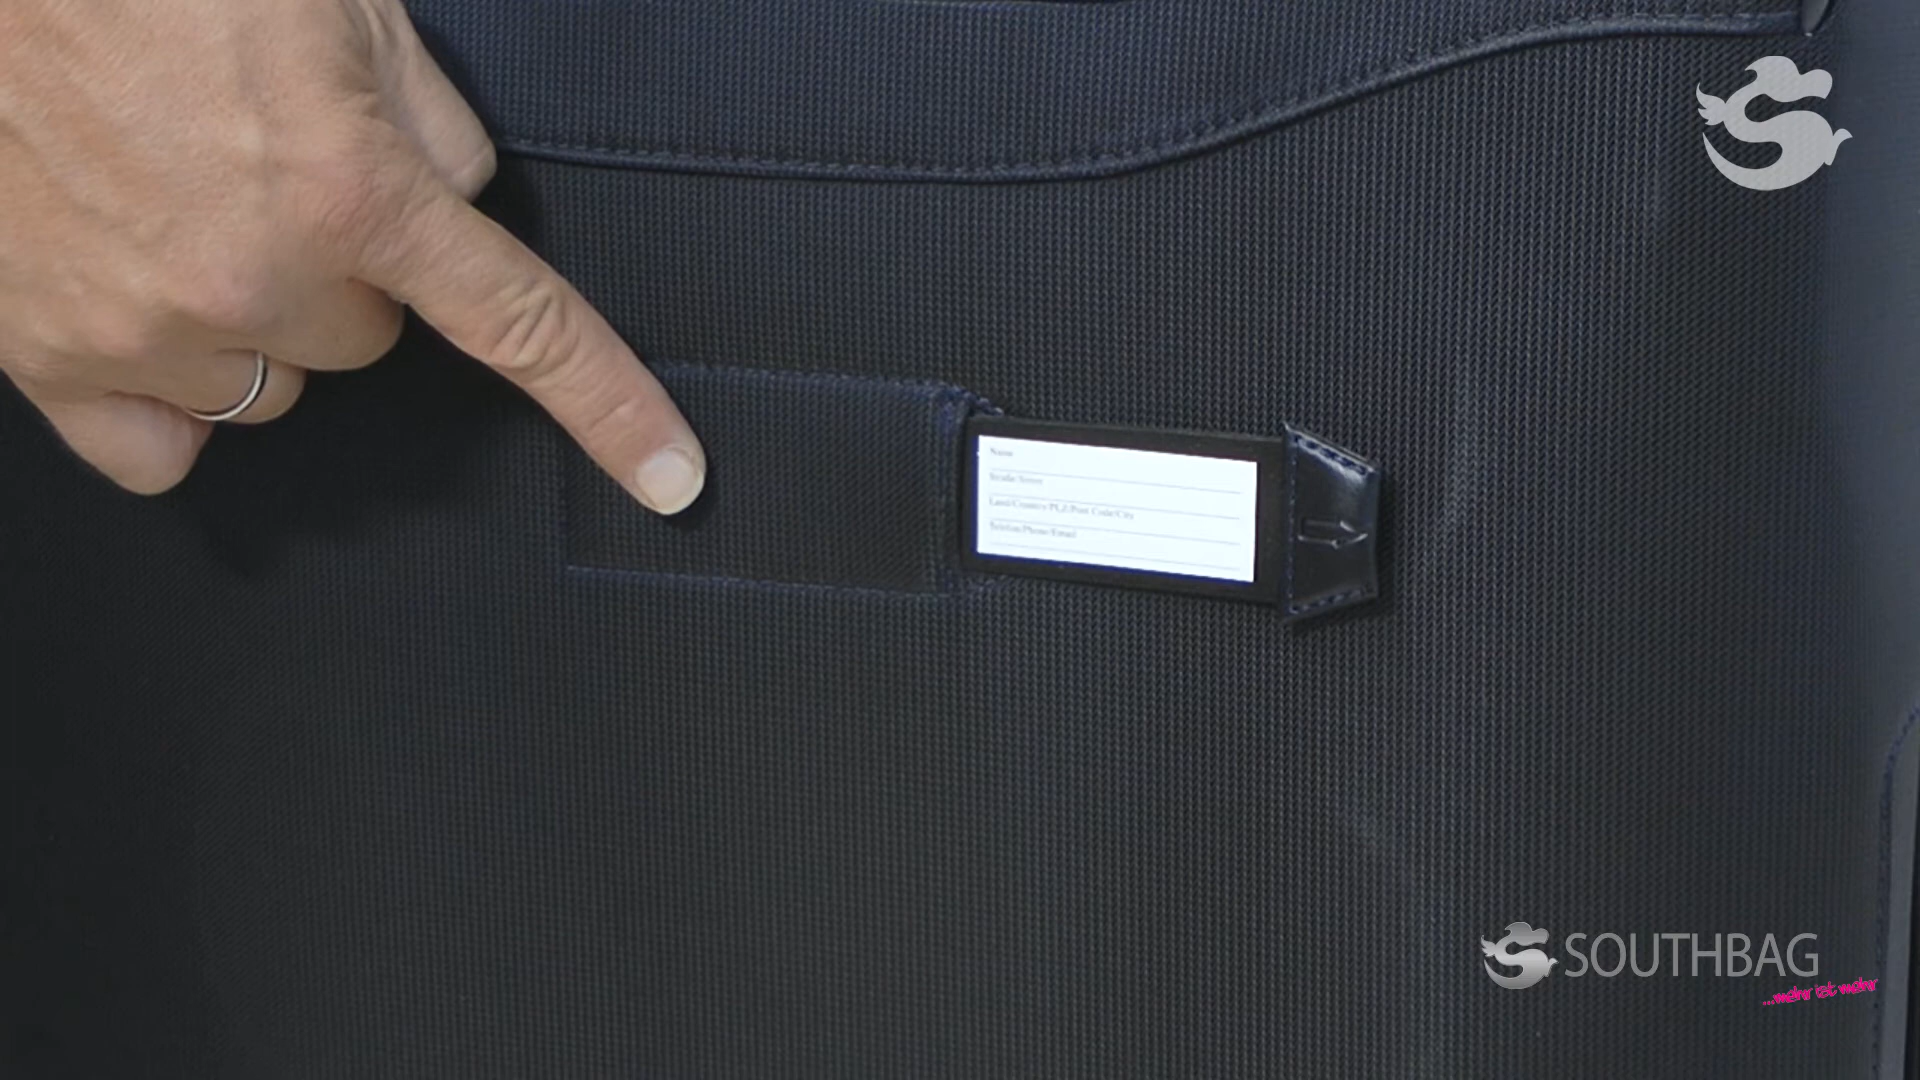 Name
Straße/Street
Land/Country/PLZ/Post Code/City
Telefon/Phone/Email
SOUTHBAG
...mehr ist mehr